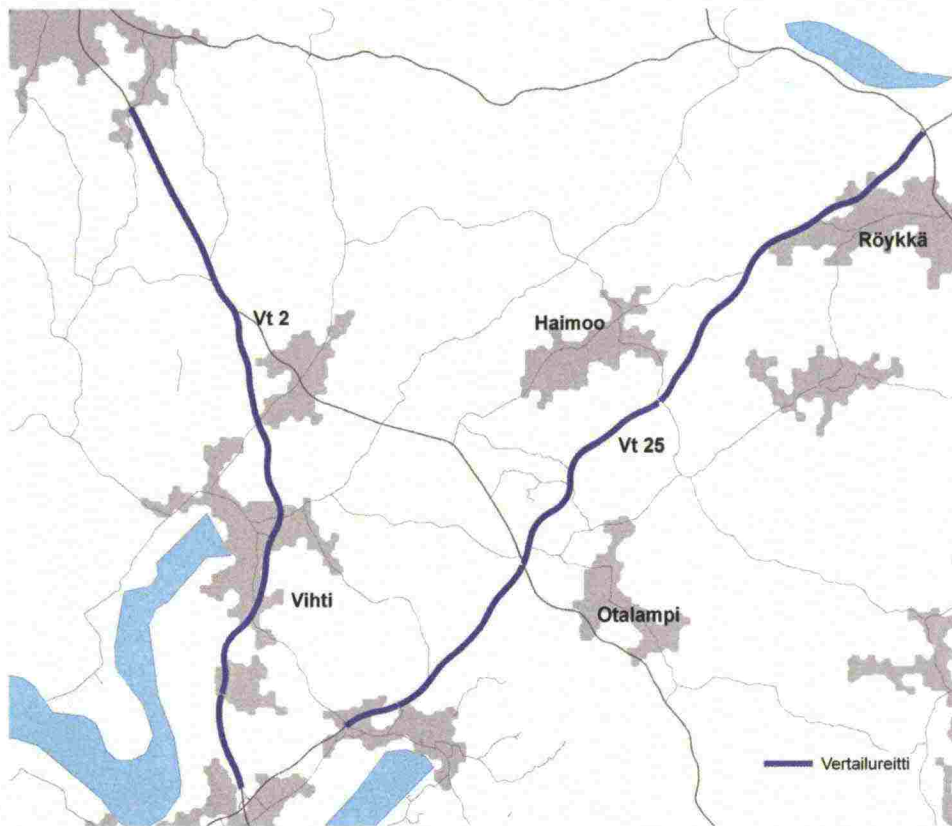 Röykkä
Vt 2
Haimoo
Vt 25
Vihti
Otalampi
Vertailureitti